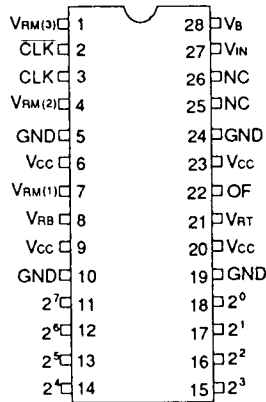 VRM(3) 1 28 VB
CLK 2 27 VIN
CLK 3 26 NC
VRM(2) 4 25 NC
GND 5 24 GND
VCC 6 23 VCC
VRM(1) 7 22 OF
VRB 8 21 VRT
VCC 9 20 VCC
GND 10 19 GND
2⁷ 11 18 2⁰
2⁶ 12 17 2¹
2⁵ 13 16 2²
2⁴ 14 15 2³